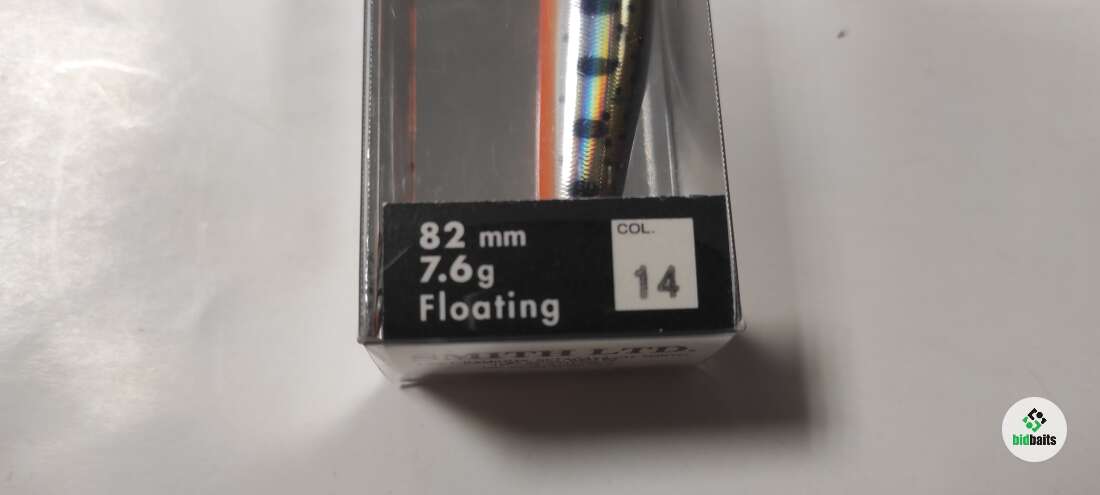 82 mm
7.6g
Floating
COL.
14
SMITH LTD.
bidbaits